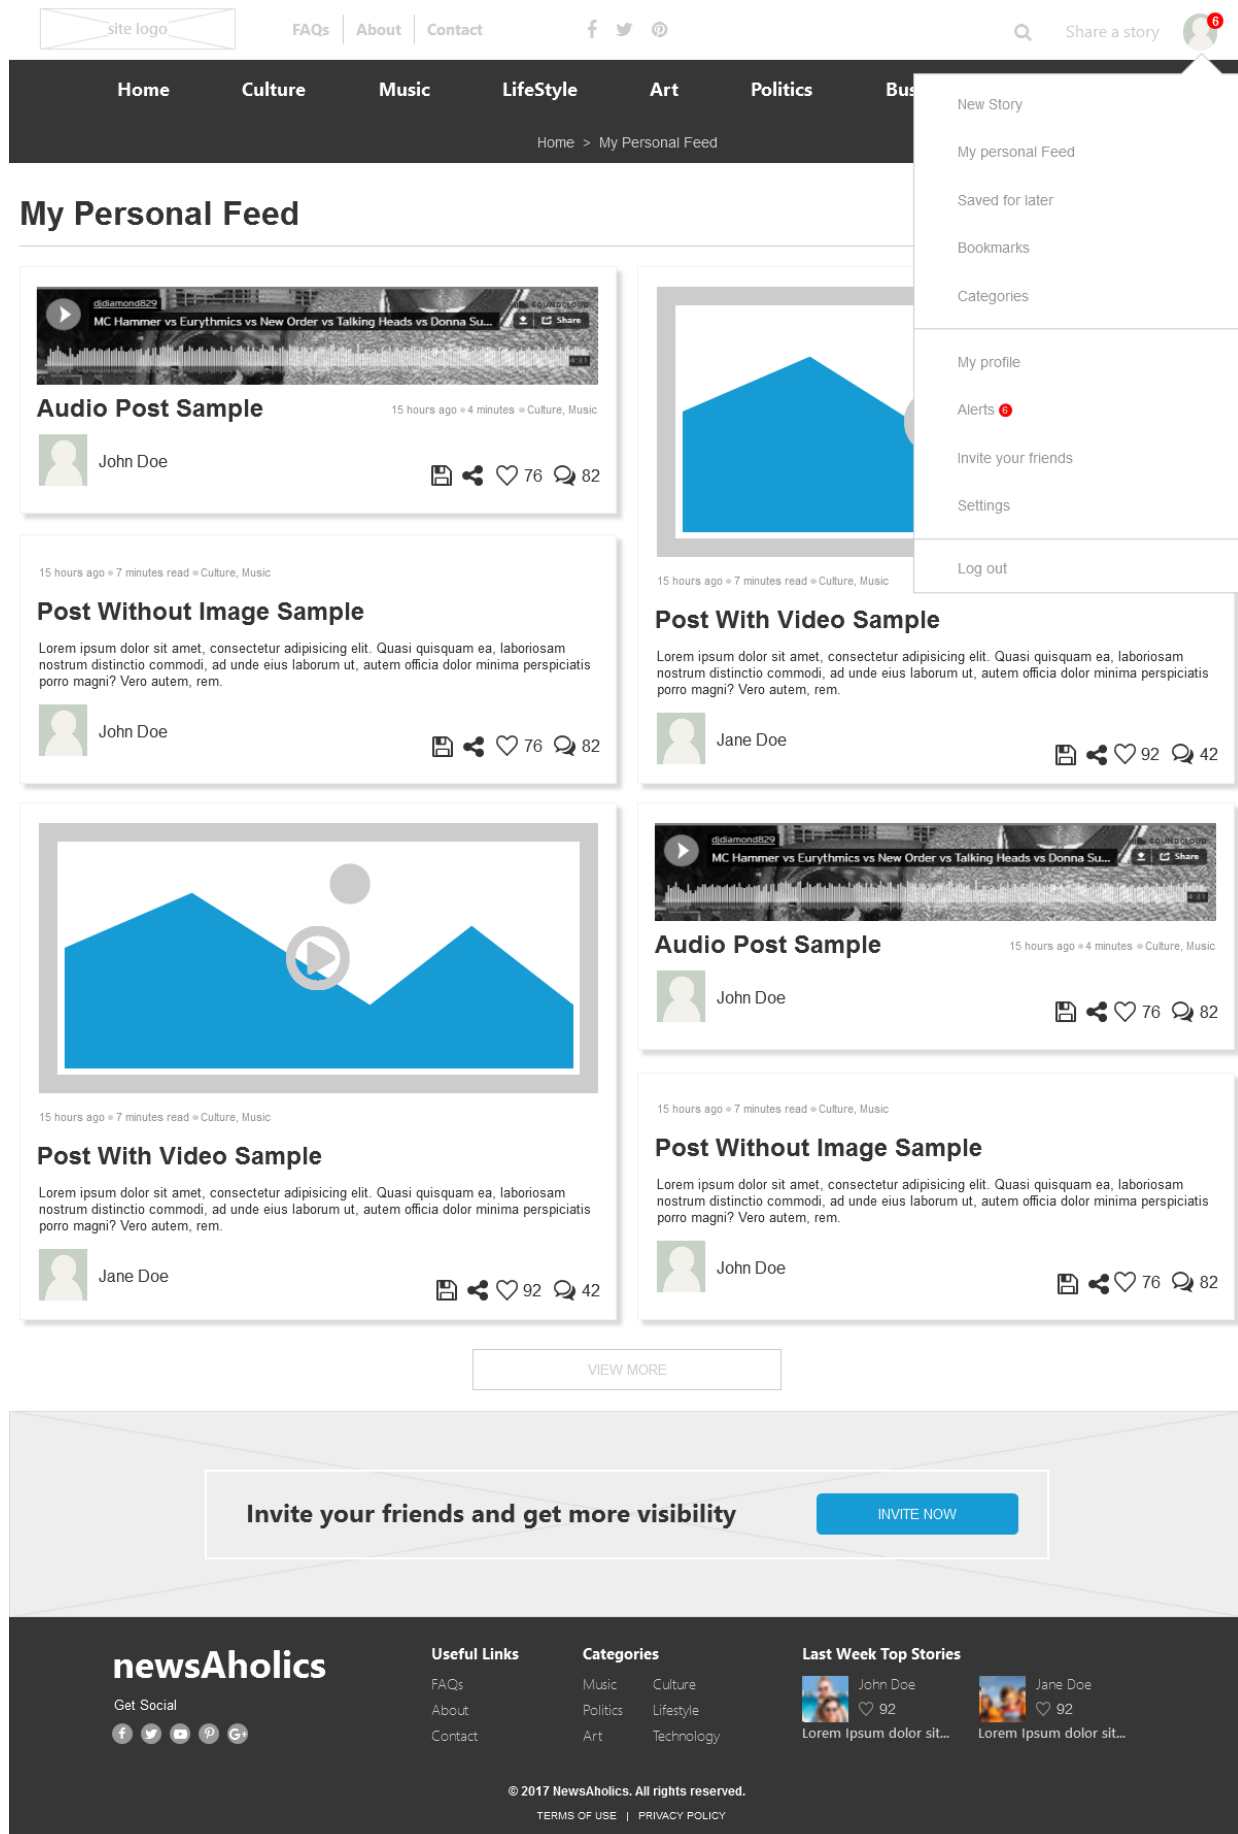 site logo
FAQs
About
Contact
Share a story
6
Home
Culture
Music
LifeStyle
Art
Politics
Bus
Home > My Personal Feed
New Story
My personal Feed
Saved for later
Bookmarks
Categories
My profile
Alerts 6
Invite your friends
Settings
Log out
My Personal Feed
djdiamond829
SOUNDCLOUD
MC Hammer vs Eurythmics vs New Order vs Talking Heads vs Donna Su...
Share
4:21
Audio Post Sample
15 hours ago 4 minutes Culture, Music
John Doe
76
82
15 hours ago 7 minutes read Culture, Music
Post Without Image Sample
Lorem ipsum dolor sit amet, consectetur adipisicing elit. Quasi quisquam ea, laboriosam
nostrum distinctio commodi, ad unde eius laborum ut, autem officia dolor minima perspiciatis
porro magni? Vero autem, rem.
John Doe
76
82
15 hours ago 7 minutes read Culture, Music
Post With Video Sample
Lorem ipsum dolor sit amet, consectetur adipisicing elit. Quasi quisquam ea, laboriosam
nostrum distinctio commodi, ad unde eius laborum ut, autem officia dolor minima perspiciatis
porro magni? Vero autem, rem.
Jane Doe
92
42
15 hours ago 7 minutes read Culture, Music
Post With Video Sample
Lorem ipsum dolor sit amet, consectetur adipisicing elit. Quasi quisquam ea, laboriosam
nostrum distinctio commodi, ad unde eius laborum ut, autem officia dolor minima perspiciatis
porro magni? Vero autem, rem.
Jane Doe
92
42
djdiamond829
SOUNDCLOUD
MC Hammer vs Eurythmics vs New Order vs Talking Heads vs Donna Su...
Share
4:21
Audio Post Sample
15 hours ago 4 minutes Culture, Music
John Doe
76
82
15 hours ago 7 minutes read Culture, Music
Post Without Image Sample
Lorem ipsum dolor sit amet, consectetur adipisicing elit. Quasi quisquam ea, laboriosam
nostrum distinctio commodi, ad unde eius laborum ut, autem officia dolor minima perspiciatis
porro magni? Vero autem, rem.
John Doe
76
82
VIEW MORE
Invite your friends and get more visibility
INVITE NOW
newsAholics
Get Social
Useful Links
FAQs
About
Contact
Categories
Music
Culture
Politics
Lifestyle
Art
Technology
Last Week Top Stories
John Doe
92
Lorem Ipsum dolor sit...
Jane Doe
92
Lorem Ipsum dolor sit...
© 2017 NewsAholics. All rights reserved.
TERMS OF USE | PRIVACY POLICY